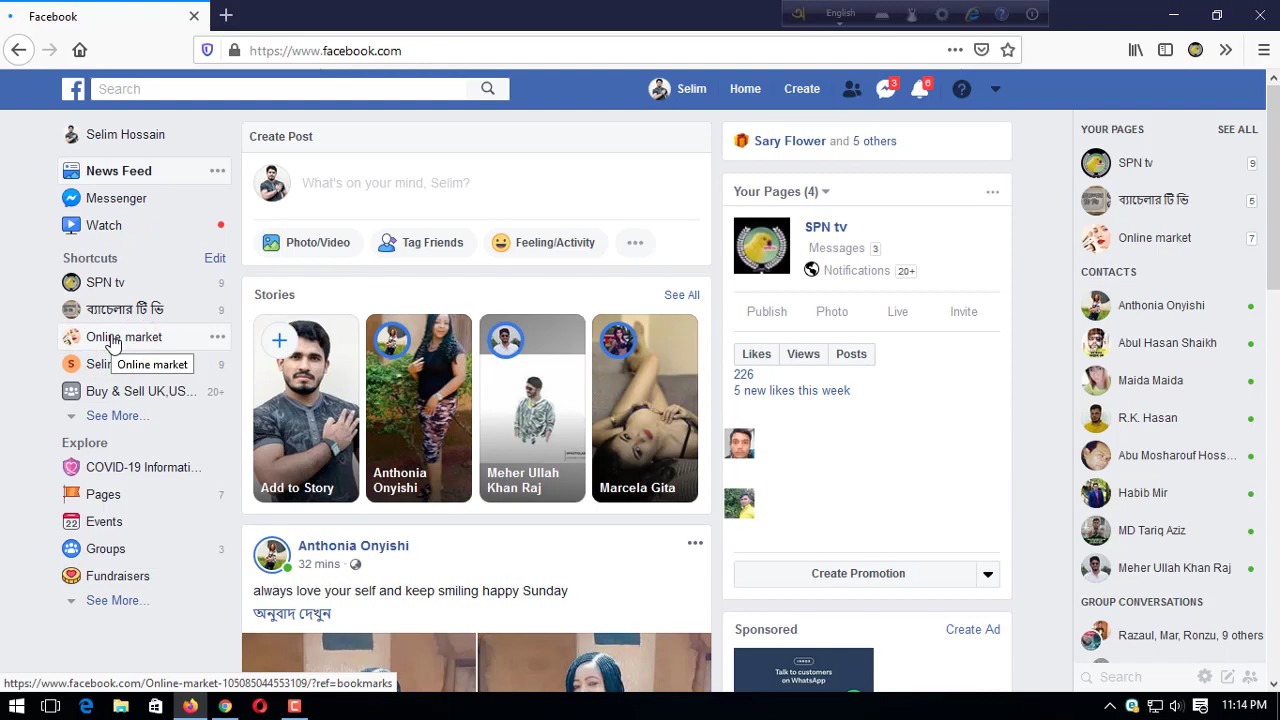 Facebook
English
https://www.facebook.com
Search
Selim
Home
Create
3
6
Selim Hossain
News Feed
Messenger
Watch
Shortcuts
Edit
SPN tv
9
ব্যাচেলার টি ভি
9
Online market
Selim
9
Online market
Buy & Sell UK,US...
20+
See More...
Explore
COVID-19 Informati...
Pages
7
Events
Groups
3
Fundraisers
See More...
Create Post
What's on your mind, Selim?
Photo/Video
Tag Friends
Feeling/Activity
Stories
See All
Add to Story
Anthonia
Onyishi
Meher Ullah
Khan Raj
Marcela Gita
Anthonia Onyishi
32 mins
always love your self and keep smiling happy Sunday
অনুবাদ দেখুন
Sary Flower and 5 others
Your Pages (4)
SPN tv
Messages 3
Notifications 20+
Publish
Photo
Live
Invite
Likes
Views
Posts
226
5 new likes this week
Create Promotion
Sponsored
Create Ad
Talk to customers
on WhatsApp
YOUR PAGES
SEE ALL
SPN tv
9
ব্যাচেলার টি ভি
5
Online market
7
CONTACTS
Anthonia Onyishi
Abul Hasan Shaikh
Maida Maida
R.K. Hasan
Abu Mosharouf Hoss...
Habib Mir
MD Tariq Aziz
Meher Ullah Khan Raj
GROUP CONVERSATIONS
Razaul, Mar, Ronzu, 9 others
Search
https://www.facebook.com/Online-market-105085044553109/?ref=bookmarks
11:14 PM